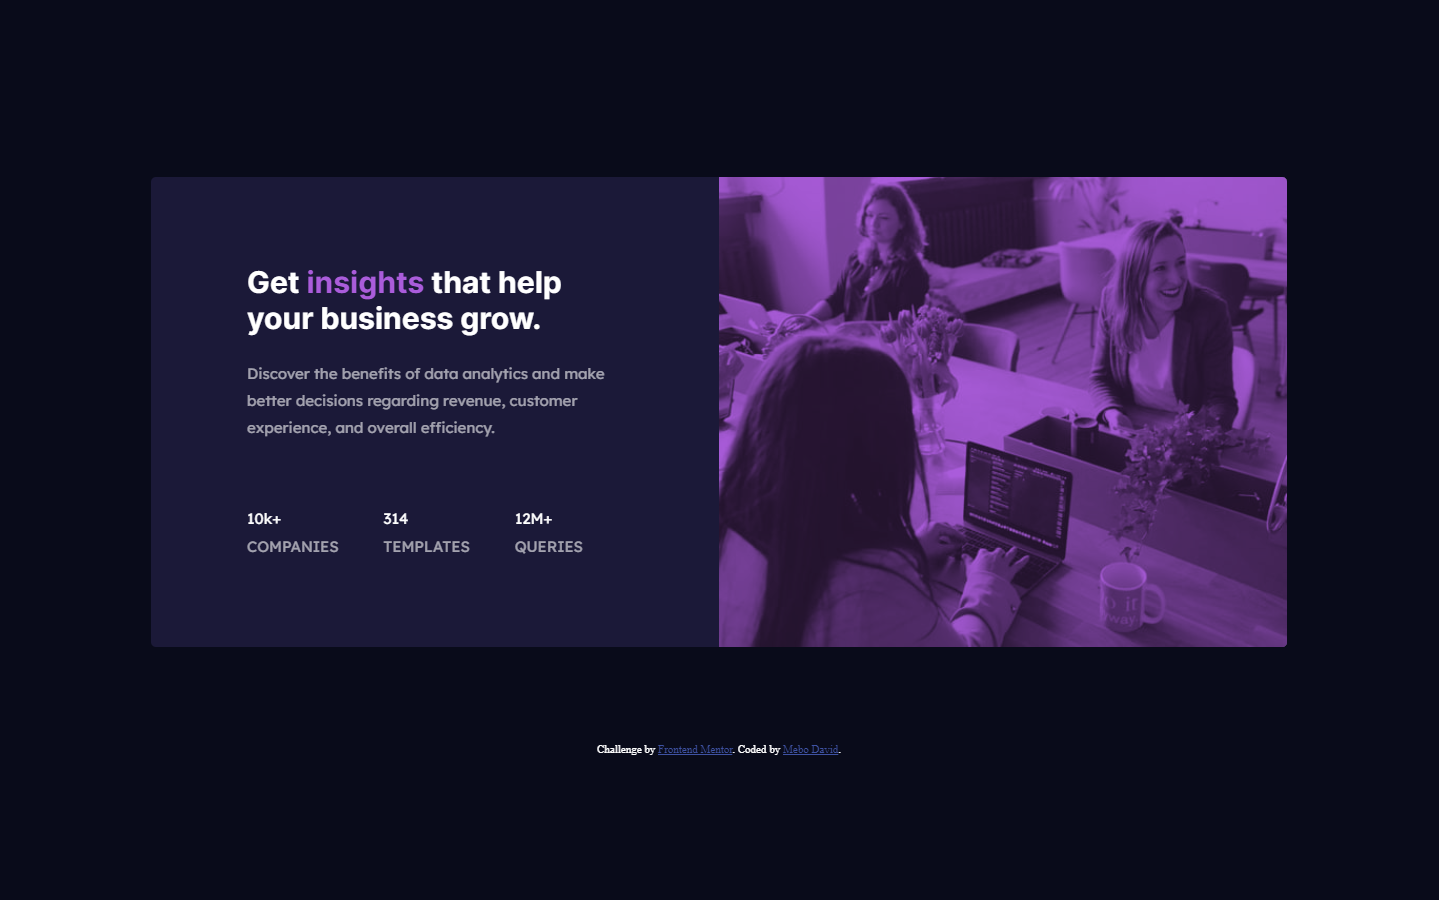 Get insights that help
your business grow.
Discover the benefits of data analytics and make
better decisions regarding revenue, customer
experience, and overall efficiency.
10k+ 314 12M+
COMPANIES TEMPLATES QUERIES
Challenge by Frontend Mentor. Coded by Mebo David.